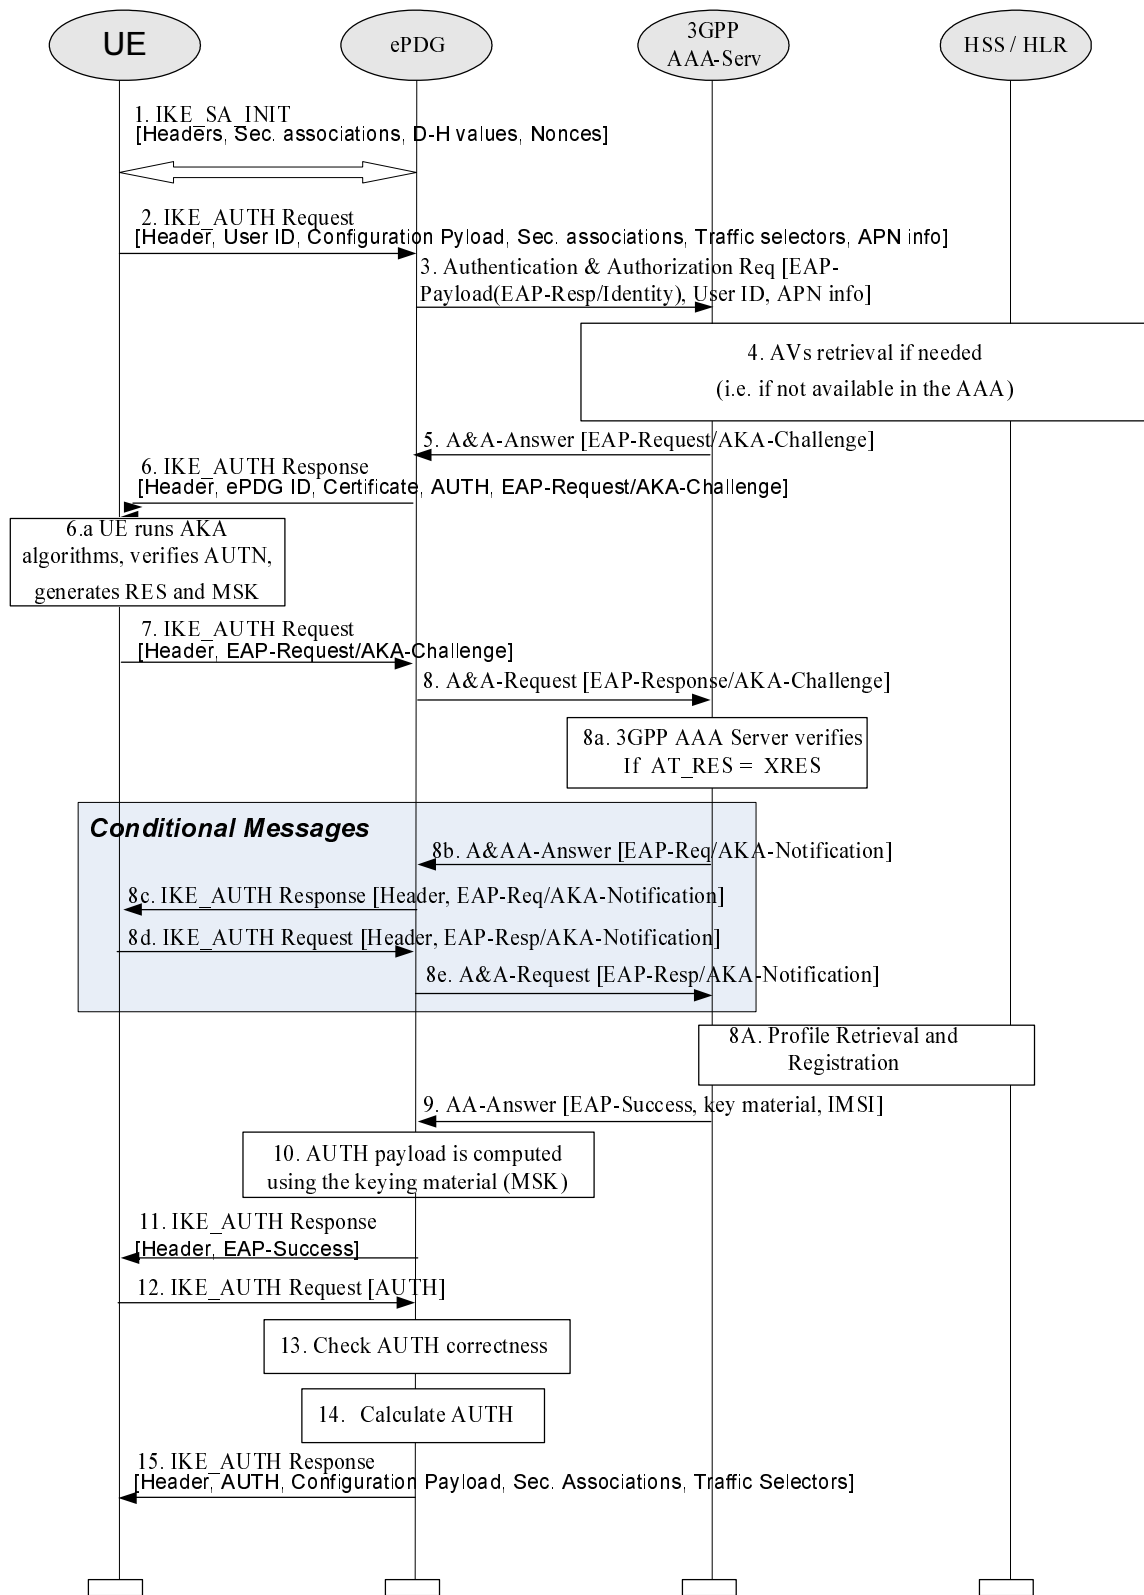 UE
ePDG
3GPP
AAA-Serv
HSS / HLR
1. IKE_SA_INIT
[Headers, Sec. associations, D-H values, Nonces]
2. IKE_AUTH Request
[Header, User ID, Configuration Pyload, Sec. associations, Traffic selectors, APN info]
3. Authentication & Authorization Req [EAP-
Payload(EAP-Resp/Identity), User ID, APN info]
4. AVs retrieval if needed
(i.e. if not available in the AAA)
5. A&A-Answer [EAP-Request/AKA-Challenge]
6. IKE_AUTH Response
[Header, ePDG ID, Certificate, AUTH, EAP-Request/AKA-Challenge]
6.a UE runs AKA
algorithms, verifies AUTN,
generates RES and MSK
7. IKE_AUTH Request
[Header, EAP-Request/AKA-Challenge]
8. A&A-Request [EAP-Response/AKA-Challenge]
8a. 3GPP AAA Server verifies
If AT_RES = XRES
Conditional Messages
8b. A&AA-Answer [EAP-Req/AKA-Notification]
8c. IKE_AUTH Response [Header, EAP-Req/AKA-Notification]
8d. IKE_AUTH Request [Header, EAP-Resp/AKA-Notification]
8e. A&A-Request [EAP-Resp/AKA-Notification]
8A. Profile Retrieval and
Registration
9. AA-Answer [EAP-Success, key material, IMSI]
10. AUTH payload is computed
using the keying material (MSK)
11. IKE_AUTH Response
[Header, EAP-Success]
12. IKE_AUTH Request [AUTH]
13. Check AUTH correctness
14. Calculate AUTH
15. IKE_AUTH Response
[Header, AUTH, Configuration Payload, Sec. Associations, Traffic Selectors]